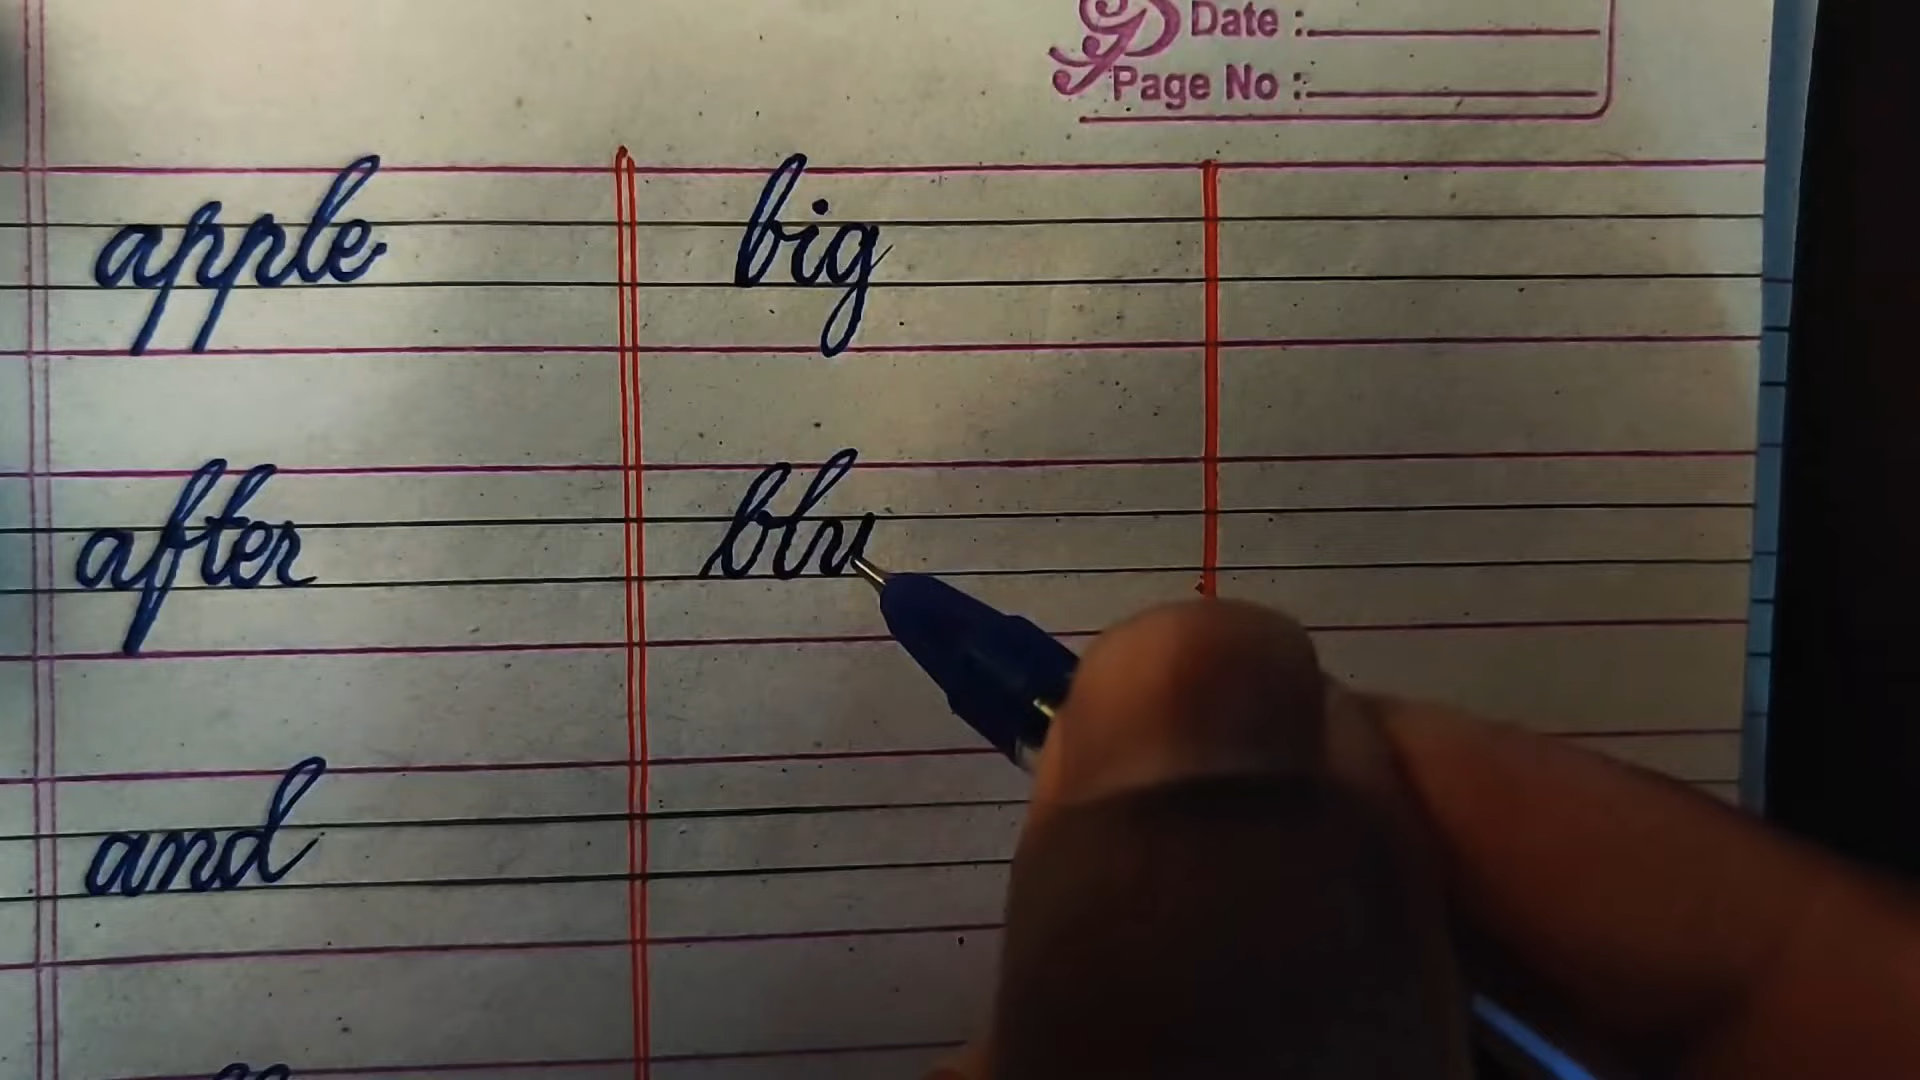 Date :
Page No :
apple big
after blu
and